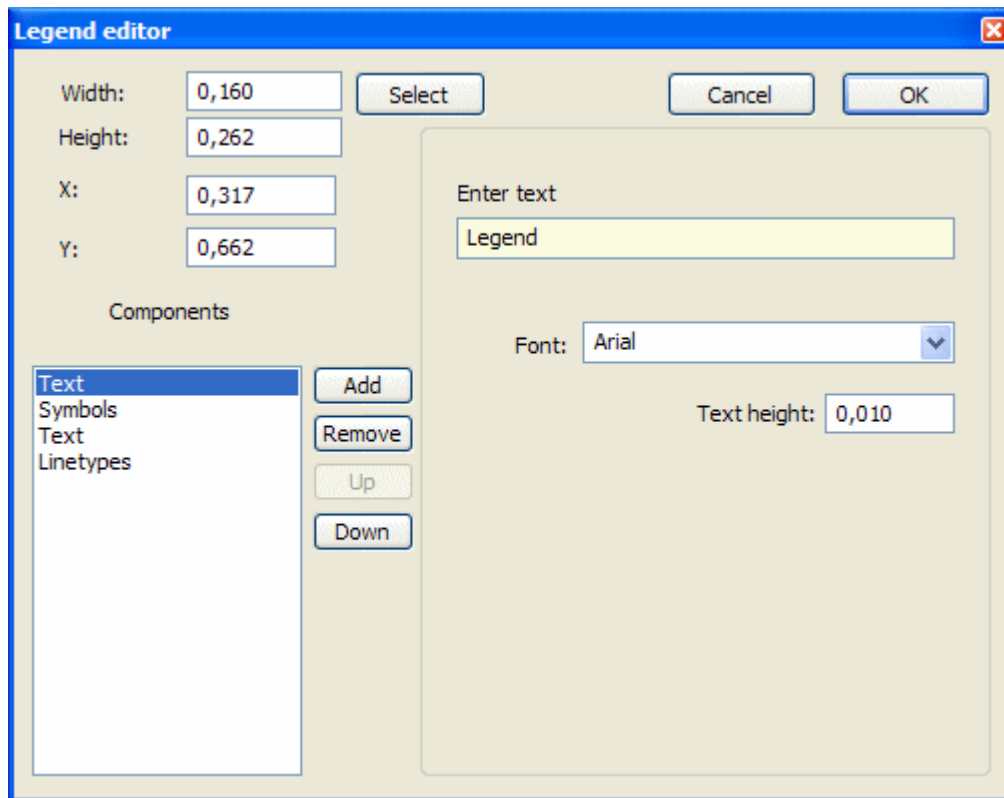 Legend editor
Width: 0,160 Select Cancel OK
Height: 0,262
X: 0,317
Y: 0,662
Enter text
Legend
Components
Font: Arial
Text
Symbols
Text
Linetypes
Add
Remove
Up
Down
Text height: 0,010